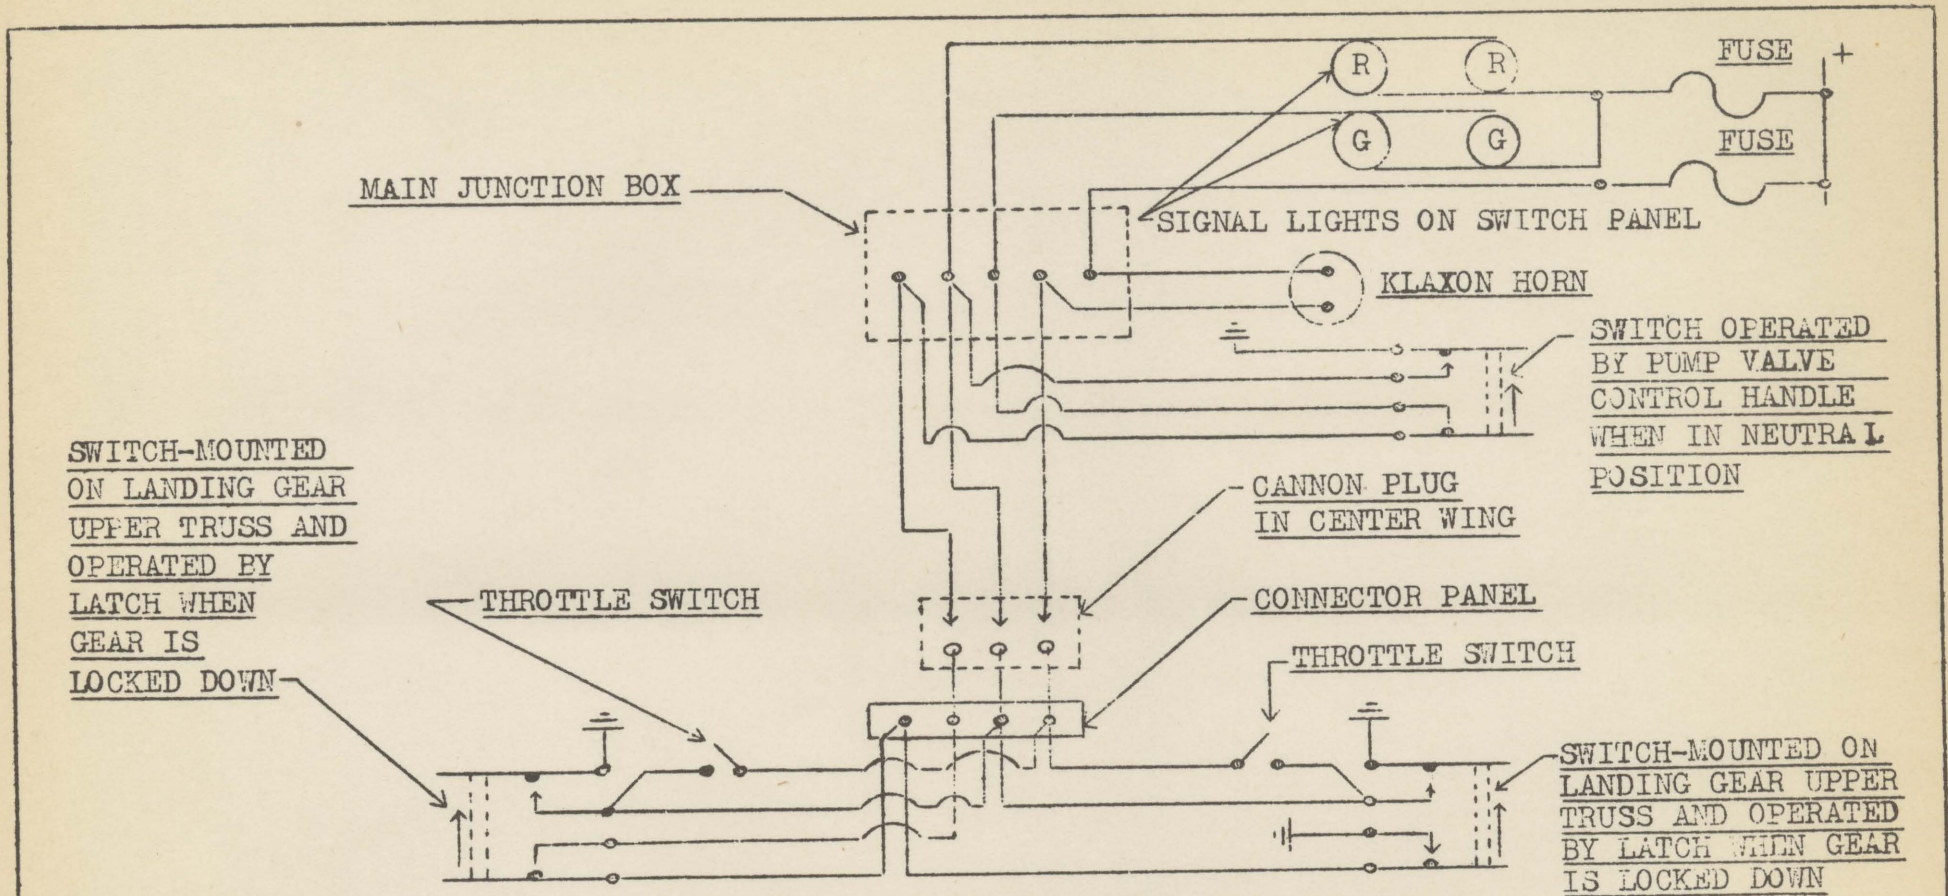 FUSE +
R R
G G
FUSE
MAIN JUNCTION BOX
SIGNAL LIGHTS ON SWITCH PANEL
KLAXON HORN
SWITCH OPERATED
BY PUMP VALVE
CONTROL HANDLE
WHEN IN NEUTRAL
POSITION
SWITCH-MOUNTED
ON LANDING GEAR
UPPER TRUSS AND
OPERATED BY
LATCH WHEN
GEAR IS
LOCKED DOWN
CANNON PLUG
IN CENTER WING
THROTTLE SWITCH
CONNECTOR PANEL
THROTTLE SWITCH
SWITCH-MOUNTED ON
LANDING GEAR UPPER
TRUSS AND OPERATED
BY LATCH WHEN GEAR
IS LOCKED DOWN